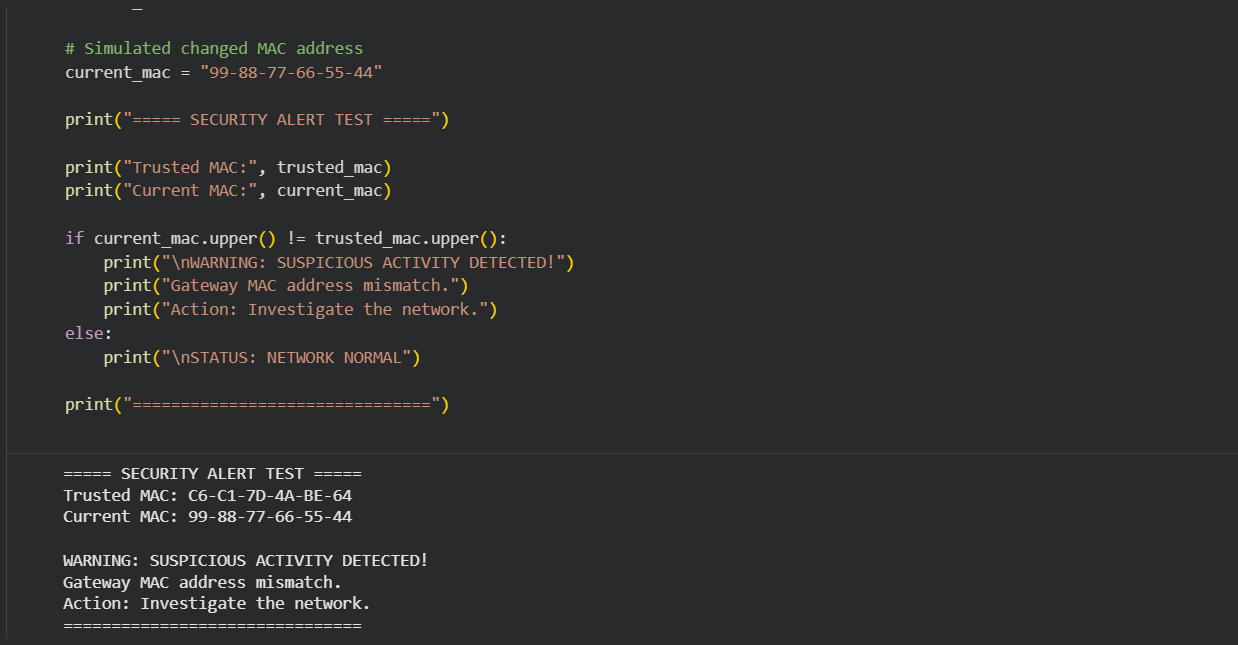 # Simulated changed MAC address
current_mac = "99-88-77-66-55-44"
print("===== SECURITY ALERT TEST =====")
print("Trusted MAC:", trusted_mac)
print("Current MAC:", current_mac)
if current_mac.upper() != trusted_mac.upper():
    print("\nWARNING: SUSPICIOUS ACTIVITY DETECTED!")
    print("Gateway MAC address mismatch.")
    print("Action: Investigate the network.")
else:
    print("\nSTATUS: NETWORK NORMAL")
print("===============================")
===== SECURITY ALERT TEST =====
Trusted MAC: C6-C1-7D-4A-BE-64
Current MAC: 99-88-77-66-55-44
WARNING: SUSPICIOUS ACTIVITY DETECTED!
Gateway MAC address mismatch.
Action: Investigate the network.
===============================